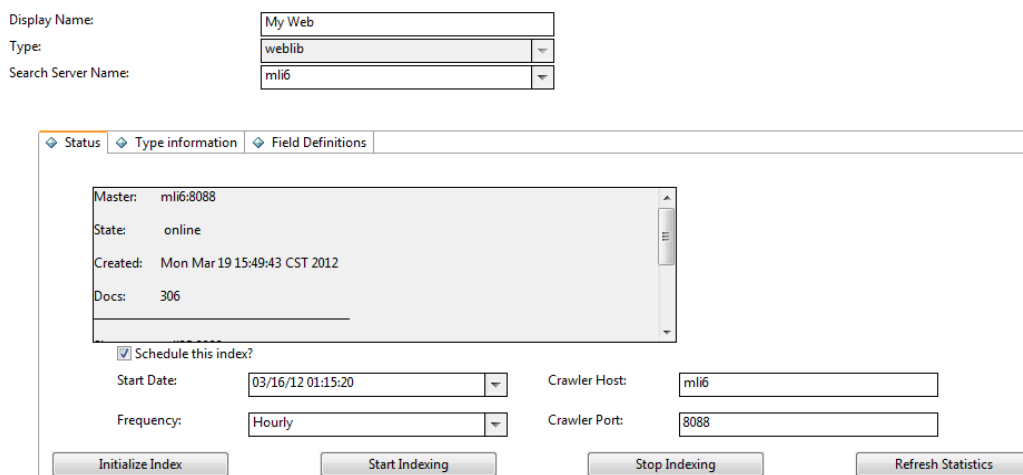 Display Name: My Web
Type: weblib
Search Server Name: mli6
Status Type information Field Definitions
Master: mli6:8088
State: online
Created: Mon Mar 19 15:49:43 CST 2012
Docs: 306
Schedule this index?
Start Date: 03/16/12 01:15:20 Crawler Host: mli6
Frequency: Hourly Crawler Port: 8088
Initialize Index Start Indexing Stop Indexing Refresh Statistics